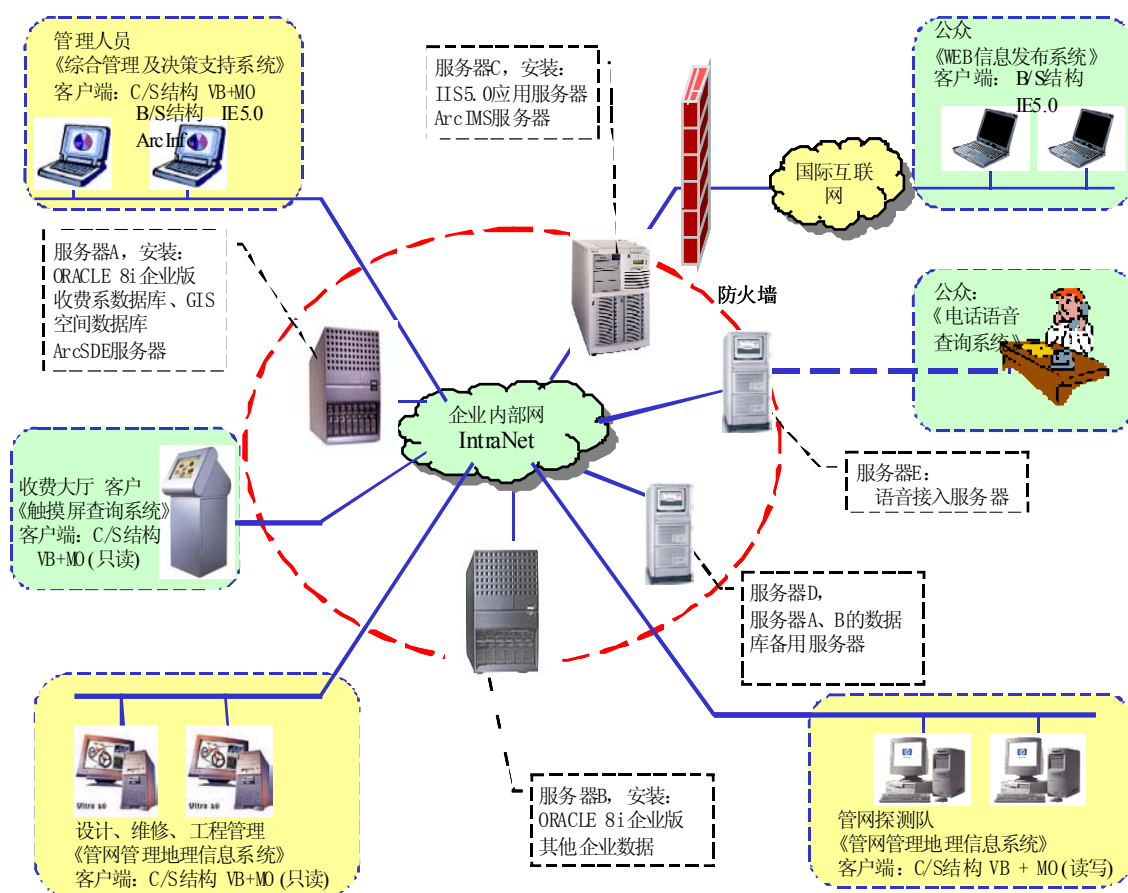 管理人员
《综合管理及决策支持系统》
客户端：C/S结构 VB+MO
B/S结构 IE5.0
ArcInfo
服务器C，安装：
IIS5.0应用服务器
ArcIMS服务器
公众
《WEB信息发布系统》
客户端：B/S结构
IE5.0
国际互联
网
服务器A，安装：
ORACLE 8i企业版
收费系数据库、GIS
空间数据库
ArcSDE服务器
防火墙
公众：
《电话语音
查询系统》
企业内部网
IntraNet
收费大厅 客户
《触摸屏查询系统》
客户端：C/S结构
VB+MO(只读)
服务器E：
语音接入服务器
服务器D，
服务器A、B的数据
库备用服务器
Ultra 10
Ultra 10
设计、维修、工程管理
《管网管理地理信息系统》
客户端：C/S结构 VB+MO(只读)
服务器B，安装：
ORACLE 8i企业版
其他企业数据
管网探测队
《管网管理地理信息系统》
客户端：C/S结构 VB + MO(读写)